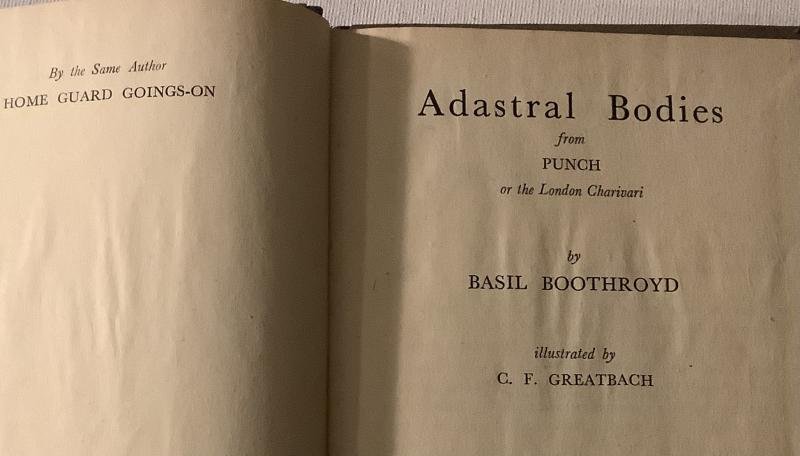 By the Same Author
HOME GUARD GOINGS-ON
Adastral Bodies
from
PUNCH
or the London Charivari
by
BASIL BOOTHROYD
illustrated by
C. F. GREATBACH